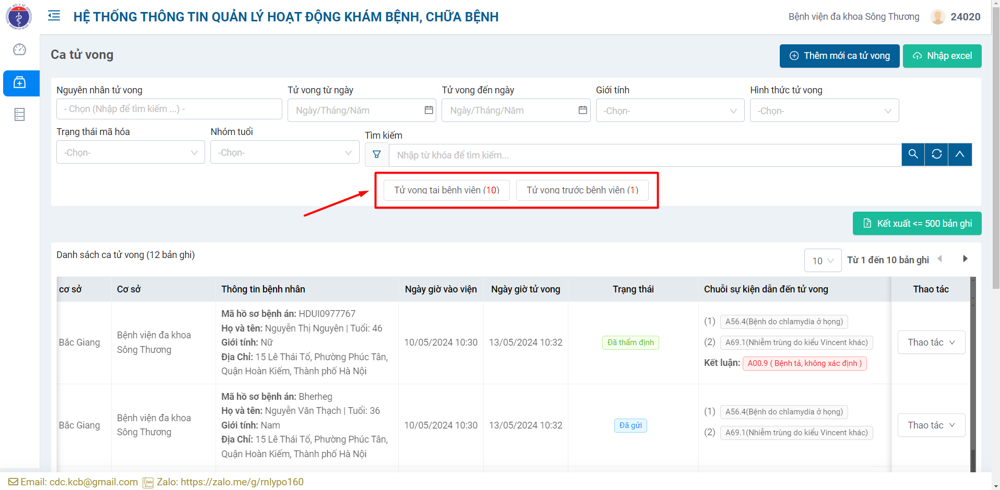 HỆ THỐNG THÔNG TIN QUẢN LÝ HOẠT ĐỘNG KHÁM BỆNH, CHỮA BỆNH
Bệnh viện đa khoa Sông Thương
24020
Ca tử vong
Thêm mới ca tử vong
Nhập excel
Nguyên nhân tử vong
Tử vong từ ngày
Tử vong đến ngày
Giới tính
Hình thức tử vong
- Chọn (Nhập để tìm kiếm ...) -
Ngày/Tháng/Năm
Ngày/Tháng/Năm
-Chọn-
-Chọn-
Trạng thái mã hóa
Nhóm tuổi
Tìm kiếm
-Chọn-
-Chọn-
Nhập từ khóa để tìm kiếm...
Tử vong tại bệnh viện (10)
Tử vong trước bệnh viện (1)
Kết xuất <= 500 bản ghi
Danh sách ca tử vong (12 bản ghi)
10
Từ 1 đến 10 bản ghi
cơ sở
Cơ sở
Thông tin bệnh nhân
Ngày giờ vào viện
Ngày giờ tử vong
Trạng thái
Chuỗi sự kiện dẫn đến tử vong
Thao tác
Bắc Giang
Bệnh viện đa khoa
Sông Thương
Mã hồ sơ bệnh án: HDUI0977767
Họ và tên: Nguyễn Thị Nguyên | Tuổi: 46
Giới tính: Nữ
Địa Chỉ: 15 Lê Thái Tổ, Phường Phúc Tân,
Quận Hoàn Kiếm, Thành phố Hà Nội
10/05/2024 10:30
13/05/2024 10:32
Đã thẩm định
(1) A56.4(Bệnh do chlamydia ở họng)
(2) A69.1(Nhiễm trùng do kiểu Vincent khác)
Kết luận: A00.9 ( Bệnh tả, không xác định )
Thao tác
Bắc Giang
Bệnh viện đa khoa
Sông Thương
Mã hồ sơ bệnh án: Bherheg
Họ và tên: Nguyễn Văn Thạch | Tuổi: 36
Giới tính: Nam
Địa Chỉ: 15 Lê Thái Tổ, Phường Phúc Tân,
Quận Hoàn Kiếm, Thành phố Hà Nội
10/05/2024 10:30
13/05/2024 10:32
Đã gửi
(1) A56.4(Bệnh do chlamydia ở họng)
(2) A69.1(Nhiễm trùng do kiểu Vincent khác)
Thao tác
Email: cdc.kcb@gmail.com Zalo: https://zalo.me/g/rnlypo160